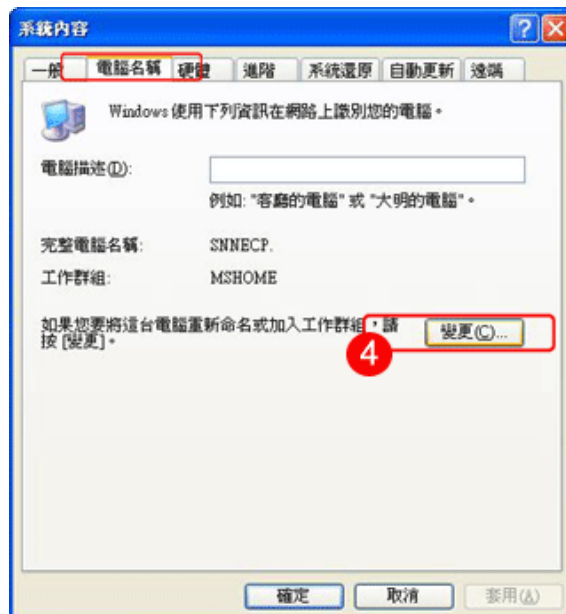 系統內容
一般 電腦名稱 硬體 進階 系統還原 自動更新 遠端
Windows 使用下列資訊在網路上識別您的電腦。
電腦描述(D):
例如: "客廳的電腦" 或 "大明的電腦"。
完整電腦名稱: SNNECP.
工作群組: MSHOME
如果您要將這台電腦重新命名或加入工作群組，請
按 [變更]。
變更(C)...
4
確定 取消 套用(A)